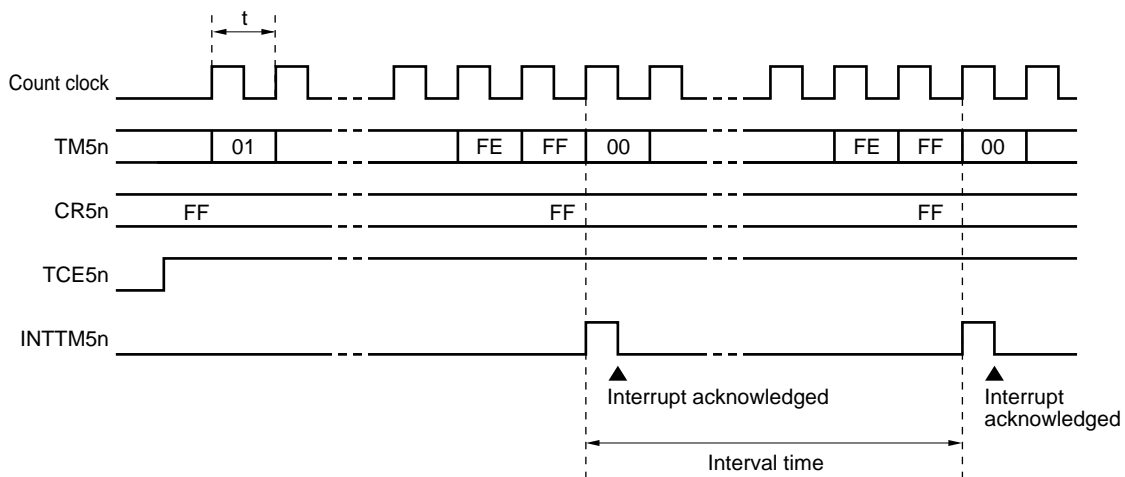 t
Count clock
TM5n 01 FE FF 00 FE FF 00
CR5n FF FF FF
TCE5n
INTTM5n
Interrupt acknowledged Interrupt
acknowledged
Interval time